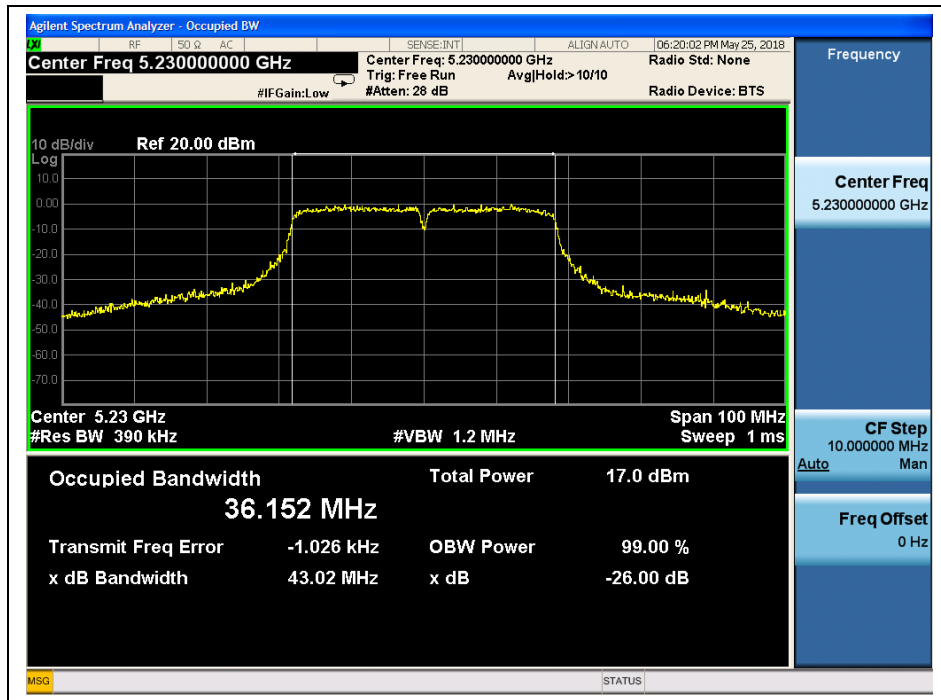 Agilent Spectrum Analyzer - Occupied BW
LXI RF 50 Ω AC SENSE:INT ALIGN AUTO 06:20:02 PM May 25, 2018
Center Freq 5.230000000 GHz Center Freq: 5.230000000 GHz Radio Std: None
Trig: Free Run Avg|Hold:> 10/10
#IFGain:Low #Atten: 28 dB Radio Device: BTS
10 dB/div Ref 20.00 dBm
Log
10.0
0.00
-10.0
-20.0
-30.0
-40.0
-50.0
-60.0
-70.0
Center 5.23 GHz Span 100 MHz
#Res BW 390 kHz #VBW 1.2 MHz Sweep 1 ms
Occupied Bandwidth Total Power 17.0 dBm
36.152 MHz
Transmit Freq Error -1.026 kHz OBW Power 99.00 %
x dB Bandwidth 43.02 MHz x dB -26.00 dB
Frequency
Center Freq
5.230000000 GHz
CF Step
10.000000 MHz
Auto Man
Freq Offset
0 Hz
MSG STATUS